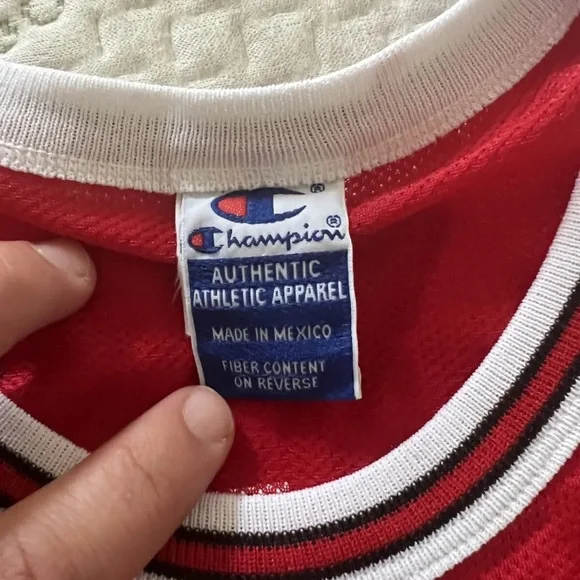 ®
Champion®
AUTHENTIC
ATHLETIC APPAREL
MADE IN MEXICO
FIBER CONTENT
ON REVERSE